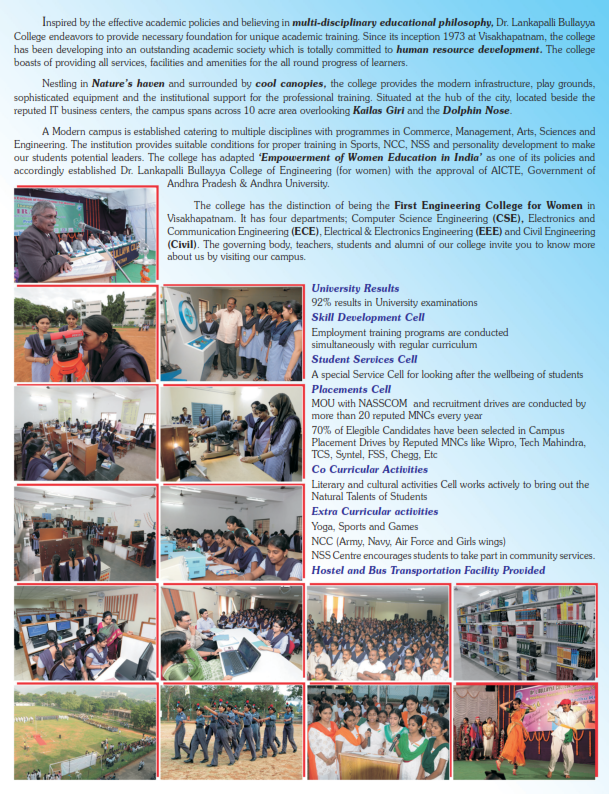 Inspired by the effective academic policies and believing in multi-disciplinary educational philosophy, Dr. Lankapalli Bullayya
College endeavors to provide necessary foundation for unique academic training. Since its inception 1973 at Visakhapatnam, the college
has been developing into an outstanding academic society which is totally committed to human resource development. The college
boasts of providing all services, facilities and amenities for the all round progress of learners.
Nestling in Nature's haven and surrounded by cool canopies, the college provides the modern infrastructure, play grounds,
sophisticated equipment and the institutional support for the professional training. Situated at the hub of the city, located beside the
reputed IT business centers, the campus spans across 10 acre area overlooking Kailas Giri and the Dolphin Nose.
A Modern campus is established catering to multiple disciplines with programmes in Commerce, Management, Arts, Sciences and
Engineering. The institution provides suitable conditions for proper training in Sports, NCC, NSS and personality development to make
our students potential leaders. The college has adapted 'Empowerment of Women Education in India' as one of its policies and
accordingly established Dr. Lankapalli Bullayya College of Engineering (for women) with the approval of AICTE, Government of
Andhra Pradesh & Andhra University.
The college has the distinction of being the First Engineering College for Women in
Visakhapatnam. It has four departments; Computer Science Engineering (CSE), Electronics and
Communication Engineering (ECE), Electrical & Electronics Engineering (EEE) and Civil Engineering
(Civil). The governing body, teachers, students and alumni of our college invite you to know more
about us by visiting our campus.
University Results
92% results in University examinations
Skill Development Cell
Employment training programs are conducted
simultaneously with regular curriculum
Student Services Cell
A special Service Cell for looking after the wellbeing of students
Placements Cell
MOU with NASSCOM and recruitment drives are conducted by
more than 20 reputed MNCs every year
70% of Elegible Candidates have been selected in Campus
Placement Drives by Reputed MNCs like Wipro, Tech Mahindra,
TCS, Syntel, FSS, Chegg, Etc
Co Curricular Activities
Literary and cultural activities Cell works actively to bring out the
Natural Talents of Students
Extra Curricular activities
Yoga, Sports and Games
NCC (Army, Navy, Air Force and Girls wings)
NSS Centre encourages students to take part in community services.
Hostel and Bus Transportation Facility Provided